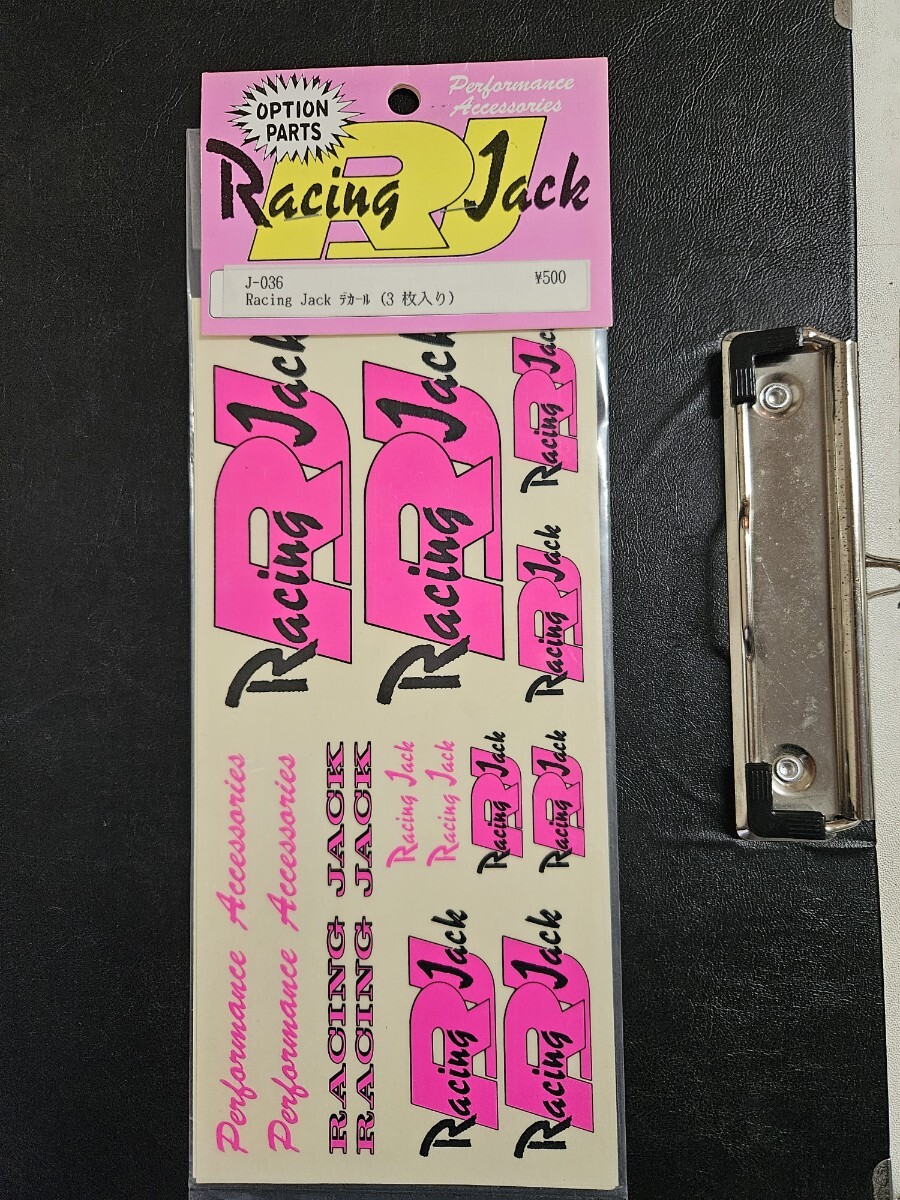 OPTION
PARTS
Performance
Accessories
RJ
Racing Jack
J-036 ¥500
Racing Jack ﾃﾞｶｰﾙ (3 枚入り)
RJ
Racing Jack
RJ
Racing Jack
RJ
Racing Jac
RJ
Racing Jack
Performance Accessories
Performance Accessories
RACING JACK
RACING JACK
Racing Jack
Racing Jack
RJ
Racing Jack
RJ
Racing Jack
RJ
Racing Jack
RJ
Racing Jack